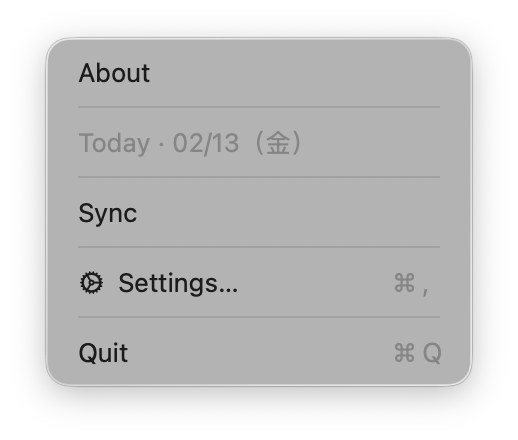 About
Today · 02/13（金）
Sync
Settings... ⌘ ,
Quit ⌘ Q